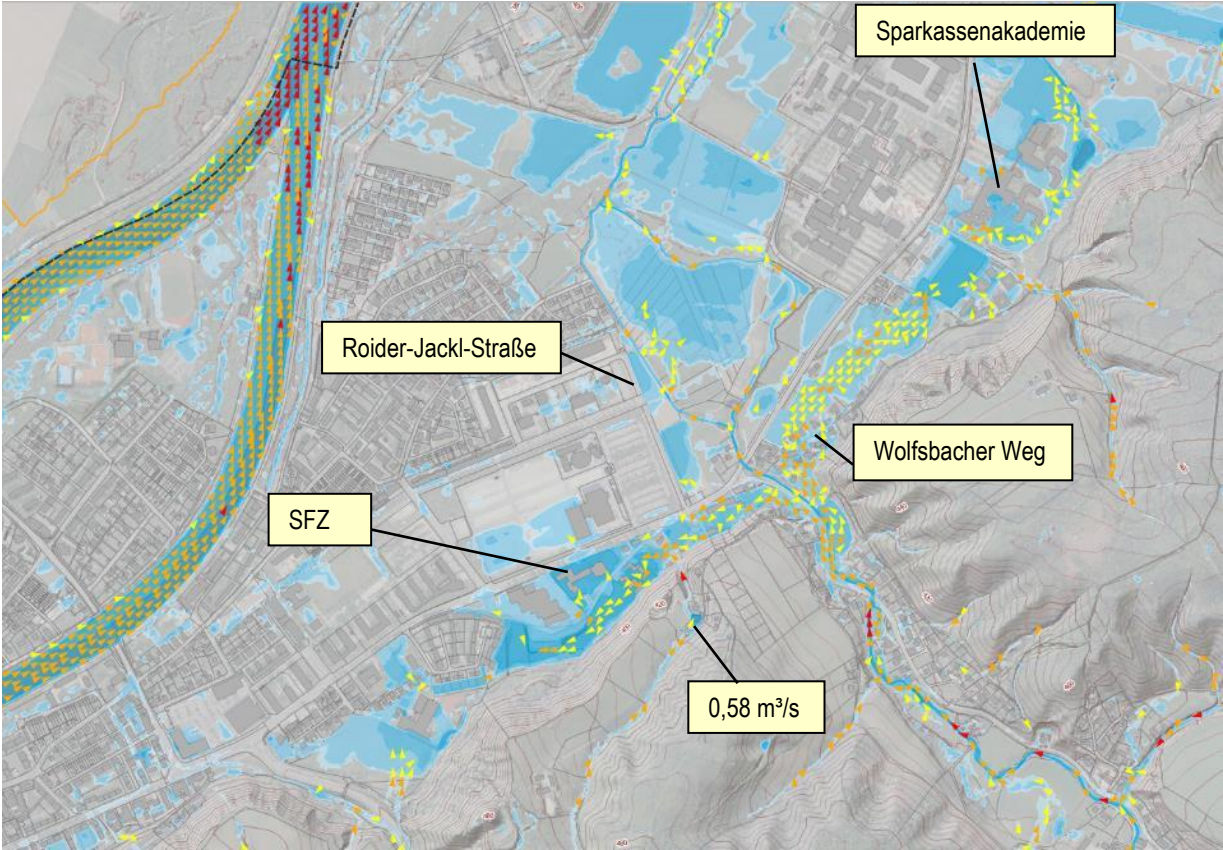 Sparkassenakademie
Roider-Jackl-Straße
Wolfsbacher Weg
SFZ
0,58 m³/s